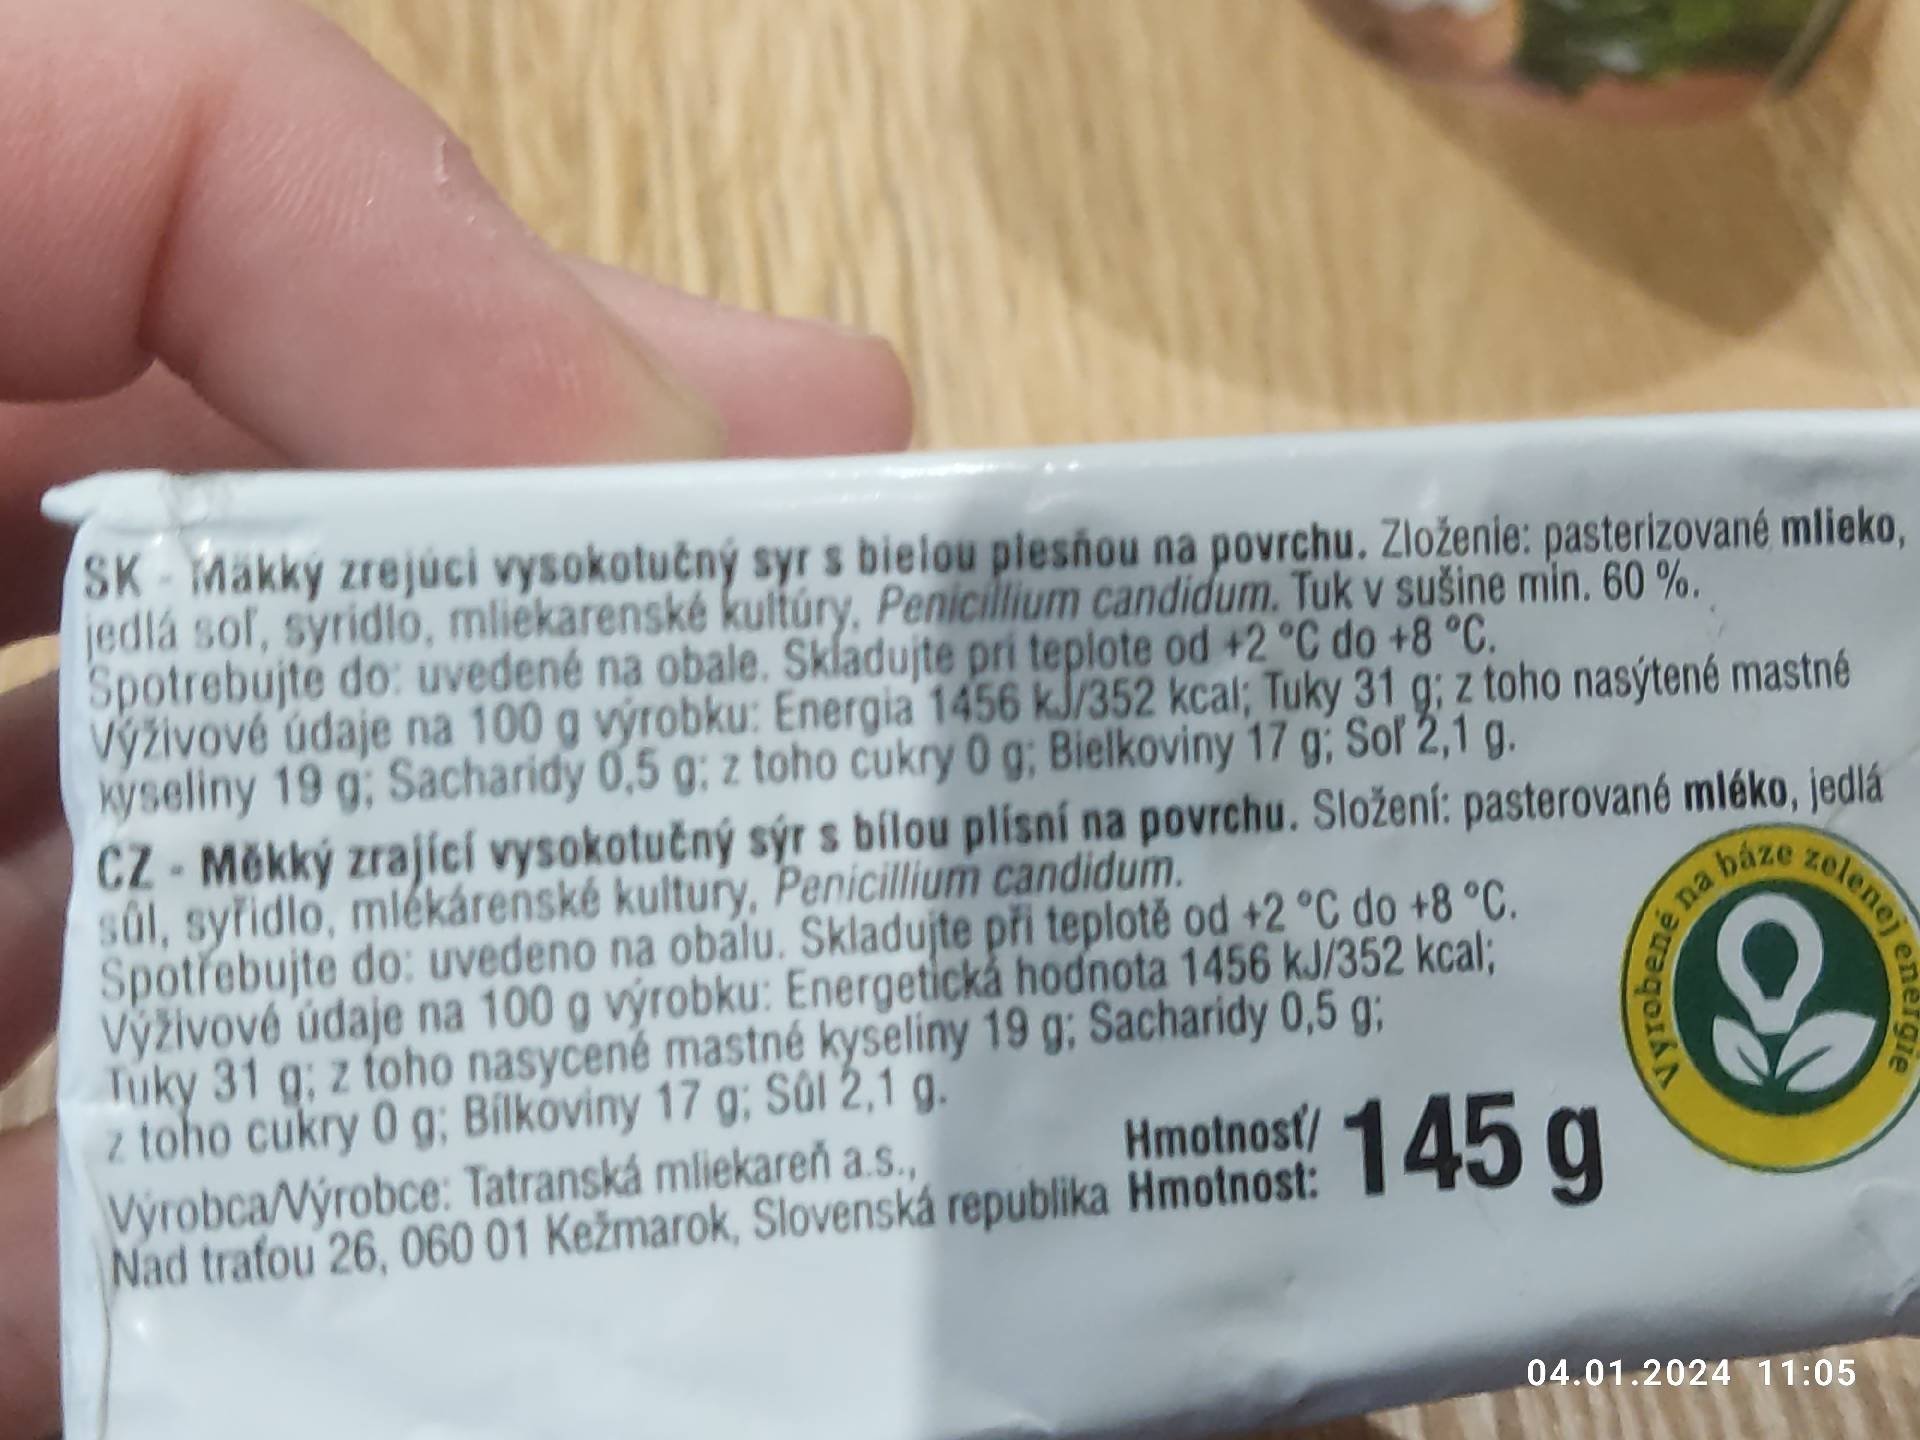 SK - Mäkký zrejúci vysokotučný syr s bielou plesňou na povrchu. Zloženie: pasterizované mlieko,
jedlá soľ, syridlo, mliekarenské kultúry, Penicillium candidum. Tuk v sušine min. 60 %.
Spotrebujte do: uvedené na obale. Skladujte pri teplote od +2 °C do +8 °C.
Výživové údaje na 100 g výrobku: Energia 1456 kJ/352 kcal; Tuky 31 g; z toho nasýtené mastné
kyseliny 19 g; Sacharidy 0,5 g; z toho cukry 0 g; Bielkoviny 17 g; Soľ 2,1 g.
CZ - Měkký zrající vysokotučný sýr s bílou plísní na povrchu. Složení: pasterované mléko, jedlá
sůl, syřidlo, mlékárenské kultury, Penicillium candidum.
Spotřebujte do: uvedeno na obalu. Skladujte při teplotě od +2 °C do +8 °C.
Výživové údaje na 100 g výrobku: Energetická hodnota 1456 kJ/352 kcal;
Tuky 31 g; z toho nasycené mastné kyseliny 19 g; Sacharidy 0,5 g;
z toho cukry 0 g; Bílkoviny 17 g; Sůl 2,1 g.
Výrobca/Výrobce: Tatranská mliekareň a.s.,
Nad traťou 26, 060 01 Kežmarok, Slovenská republika
Hmotnosť/
Hmotnost:
145 g
Vyrobené na báze zelenej energie
04.01.2024 11:05